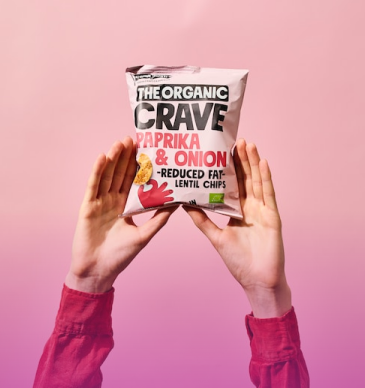 THE ORGANIC
CRAVE
PAPRIKA
& ONION
-REDUCED FAT-
LENTIL CHIPS